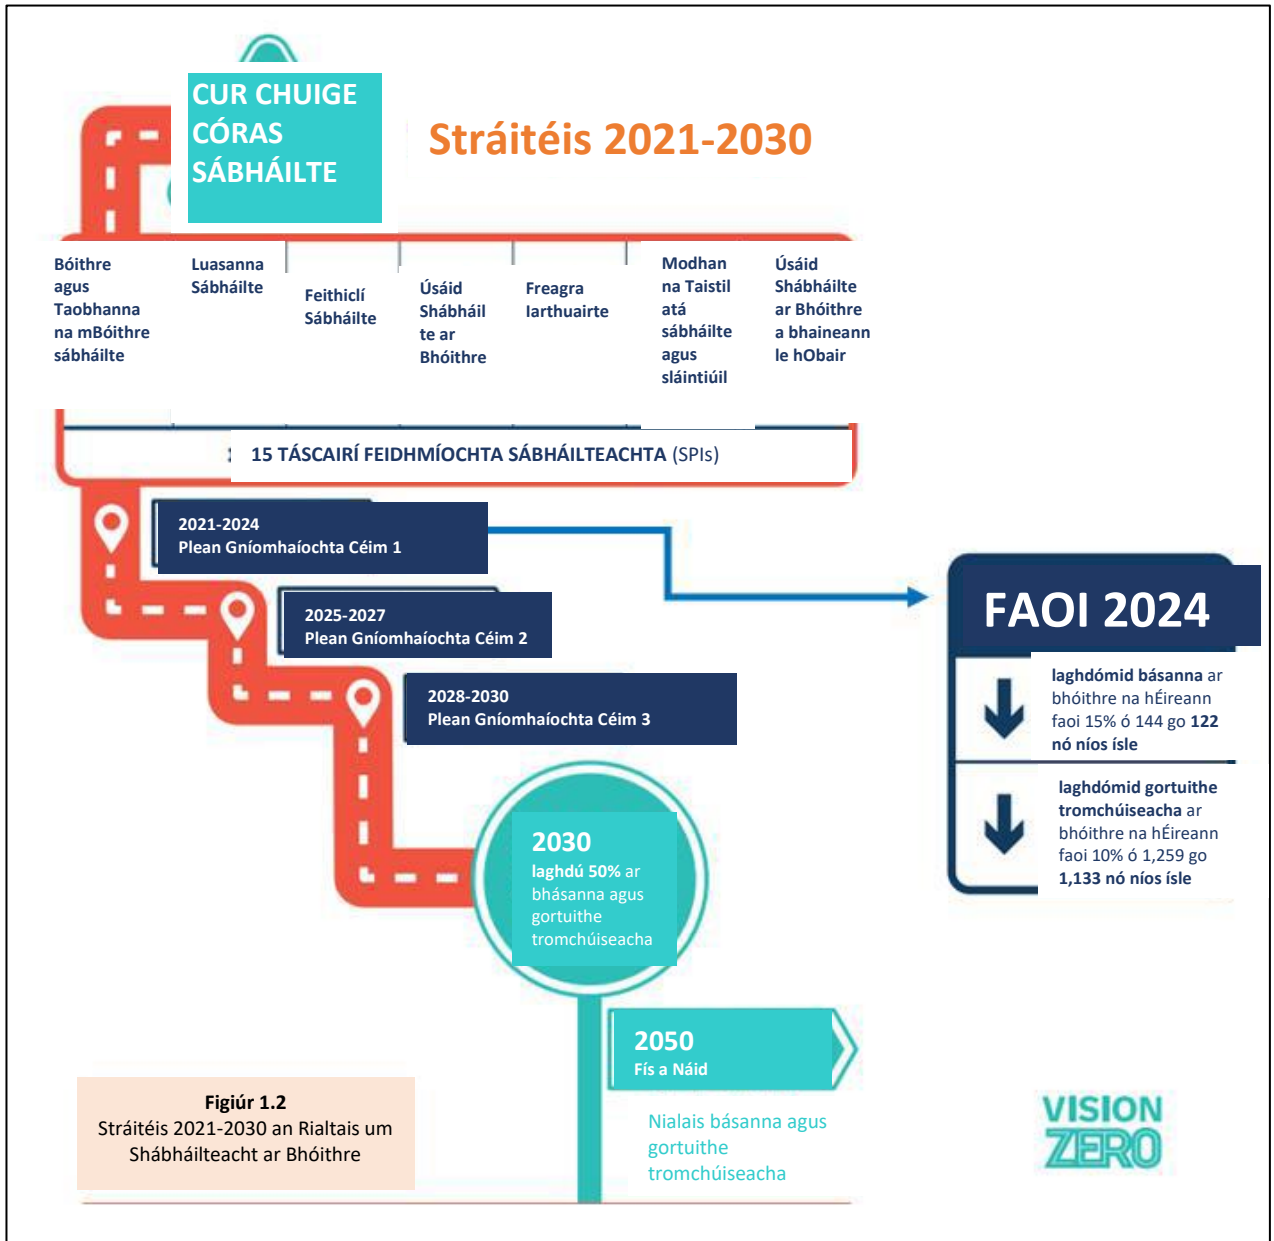 CUR CHUIGE
CÓRAS
SÁBHÁILTE
Stráitéis 2021-2030
Bóithre
agus
Taobhanna
na mBóithre
sábháilte
Luasanna
Sábháilte
Feithiclí
Sábháilte
Úsáid
Shábháil
te ar
Bhóithre
Freagra
Iarthuairte
Modhan
na Taistil
atá
sábháilte
agus
sláintiúil
Úsáid
Shábháilte
ar Bhóithre
a bhaineann
le hObair
15 TÁSCAIRÍ FEIDHMÍOCHTA SÁBHÁILTEACHTA (SPIs)
2021-2024
Plean Gníomhaíochta Céim 1
2025-2027
Plean Gníomhaíochta Céim 2
2028-2030
Plean Gníomhaíochta Céim 3
FAOI 2024
laghdómid básanna ar
bhóithre na hÉireann
faoi 15% ó 144 go 122
nó níos ísle
laghdómid gortuithe
tromchúiseacha ar
bhóithre na hÉireann
faoi 10% ó 1,259 go
1,133 nó níos ísle
2030
laghdú 50% ar
bhásanna agus
gortuithe
tromchúiseacha
2050
Fís a Náid
Nialais básanna agus
gortuithe
tromchúiseacha
Figiúr 1.2
Stráitéis 2021-2030 an Rialtais um
Shábháilteacht ar Bhóithre
VISION
ZERO